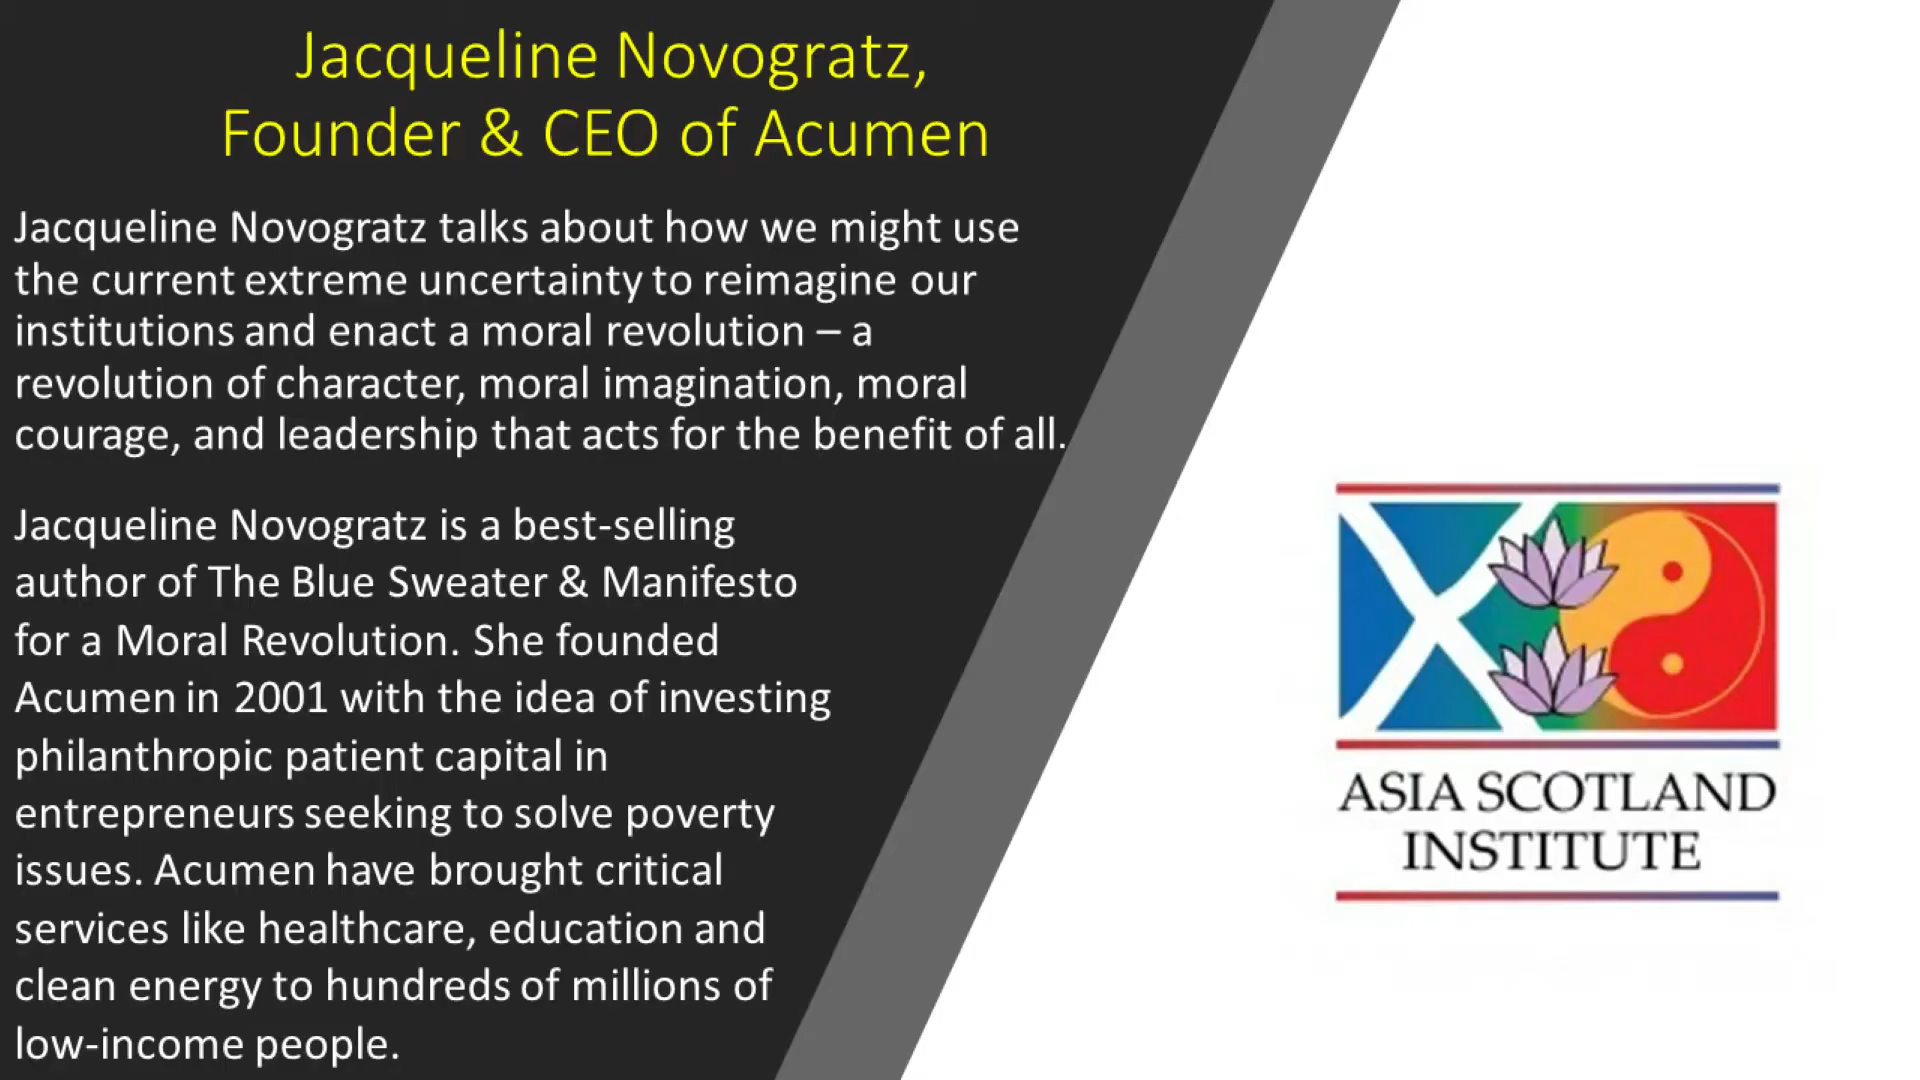 Jacqueline Novogratz,
Founder & CEO of Acumen
Jacqueline Novogratz talks about how we might use
the current extreme uncertainty to reimagine our
institutions and enact a moral revolution – a
revolution of character, moral imagination, moral
courage, and leadership that acts for the benefit of all.
Jacqueline Novogratz is a best-selling
author of The Blue Sweater & Manifesto
for a Moral Revolution. She founded
Acumen in 2001 with the idea of investing
philanthropic patient capital in
entrepreneurs seeking to solve poverty
issues. Acumen have brought critical
services like healthcare, education and
clean energy to hundreds of millions of
low-income people.
ASIA SCOTLAND
INSTITUTE